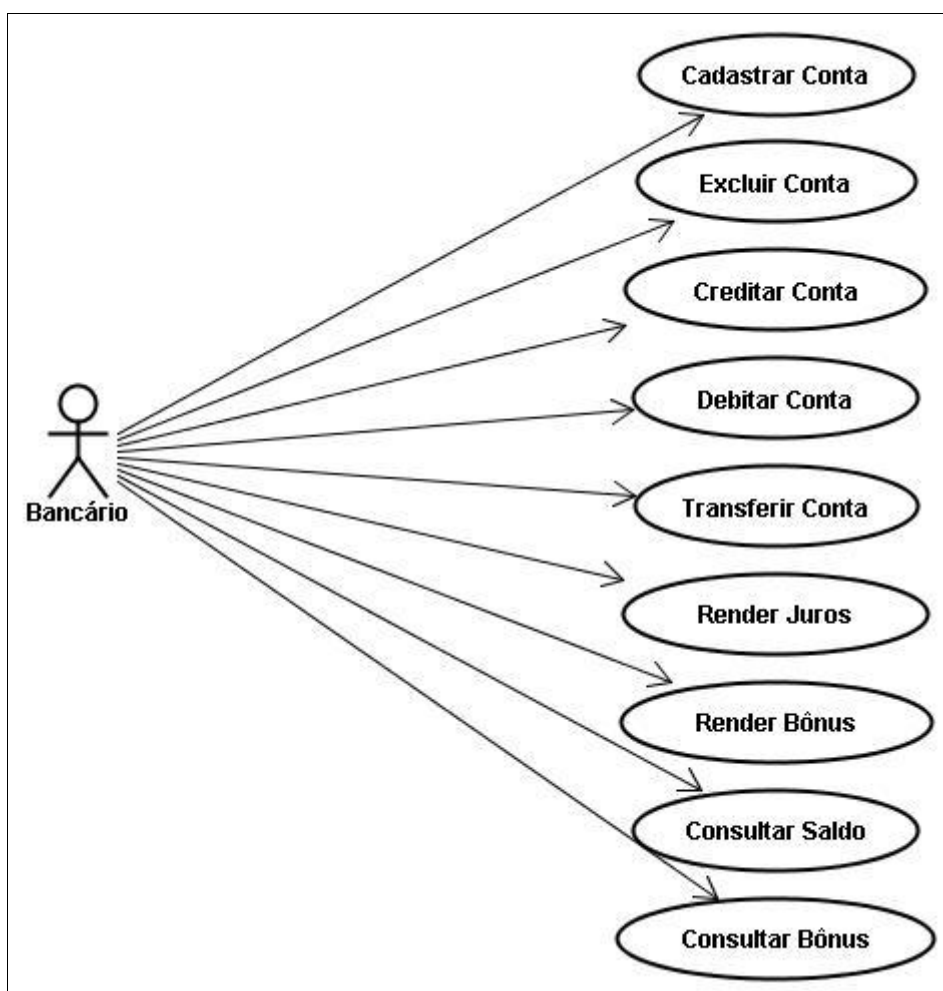 Cadastrar Conta
Excluir Conta
Creditar Conta
Debitar Conta
Bancário
Transferir Conta
Render Juros
Render Bônus
Consultar Saldo
Consultar Bônus